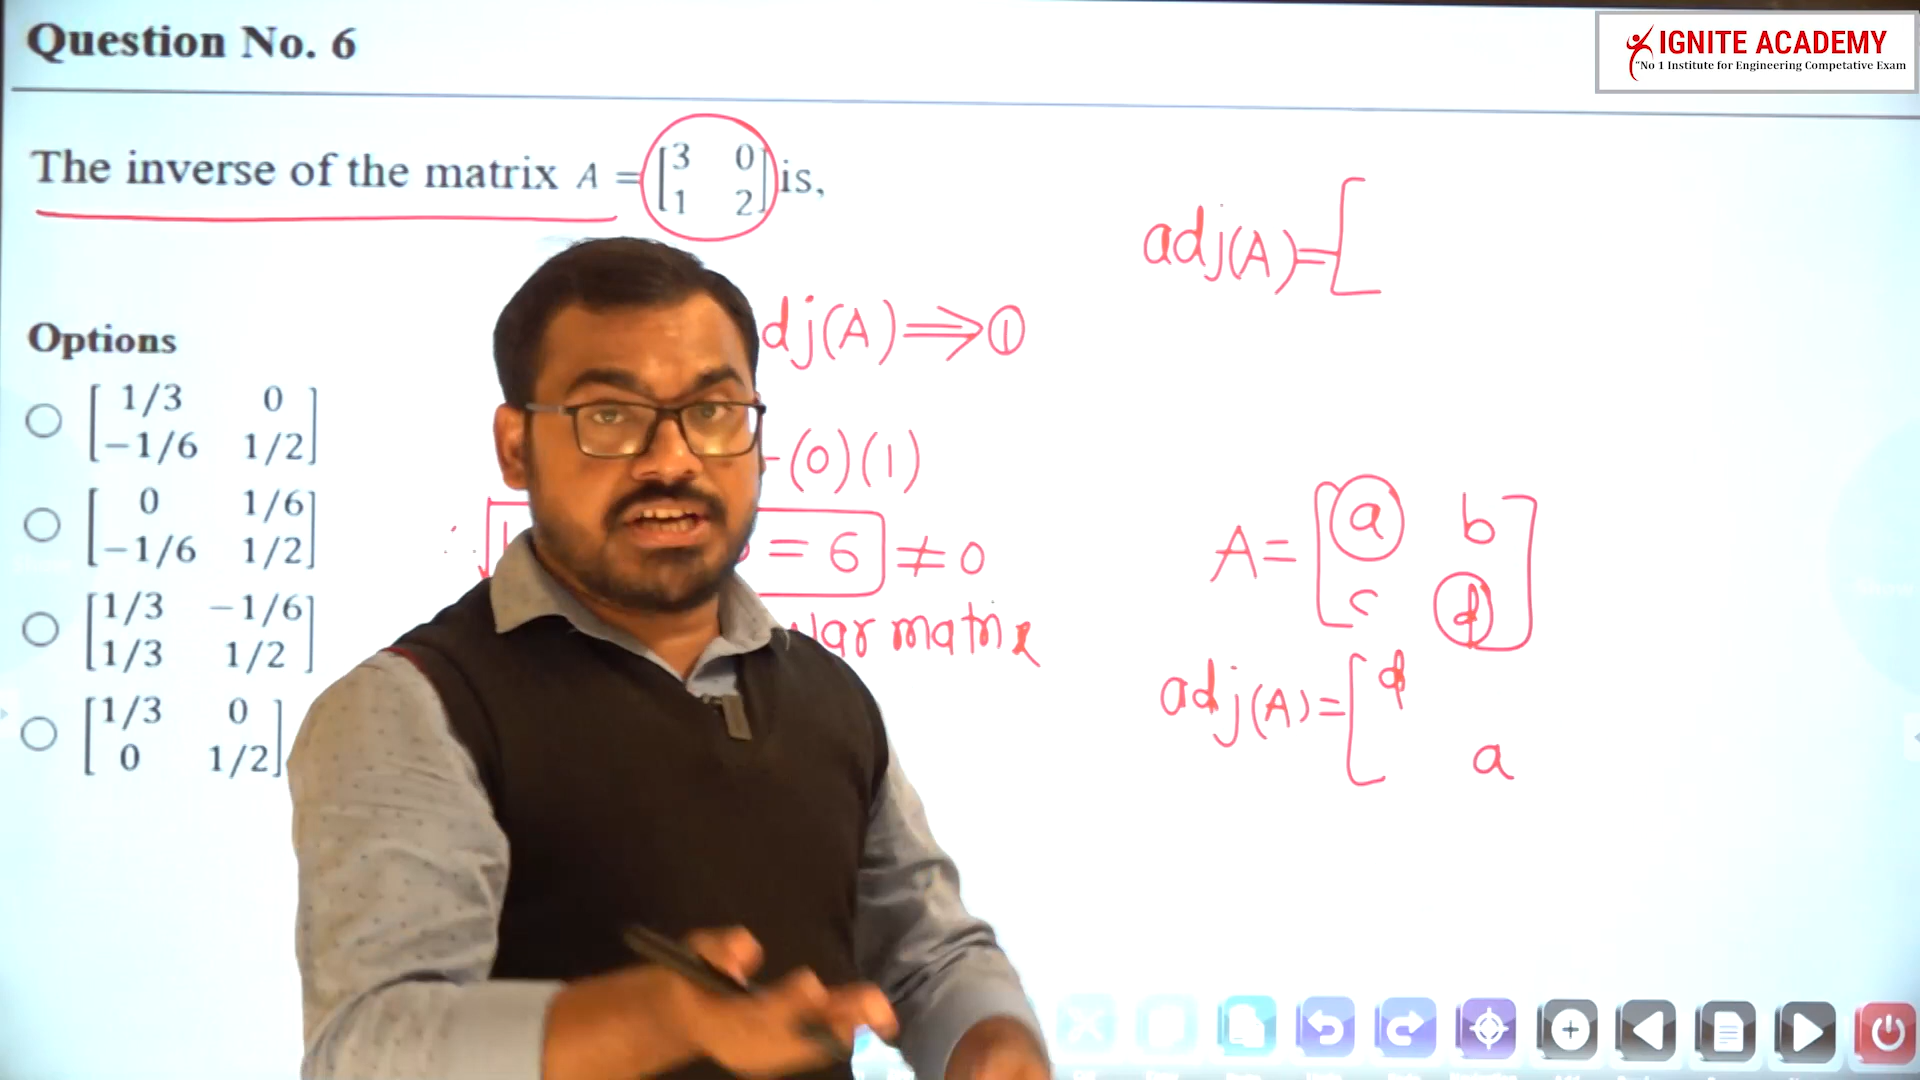 Question No. 6
IGNITE ACADEMY
"No 1 Institute for Engineering Competative Exam
The inverse of the matrix A = [3 0
1 2] is,
adj(A)=[
dj(A) ⟹ ①
Options
[1/3 0
-1/6 1/2]
[0 1/6
-1/6 1/2]
[1/3 -1/6
1/3 1/2]
[1/3 0
0 1/2]
-(0)(1)
= 6 ≠ 0
matrix
A = [a b
c d]
adj(A)=[d
a